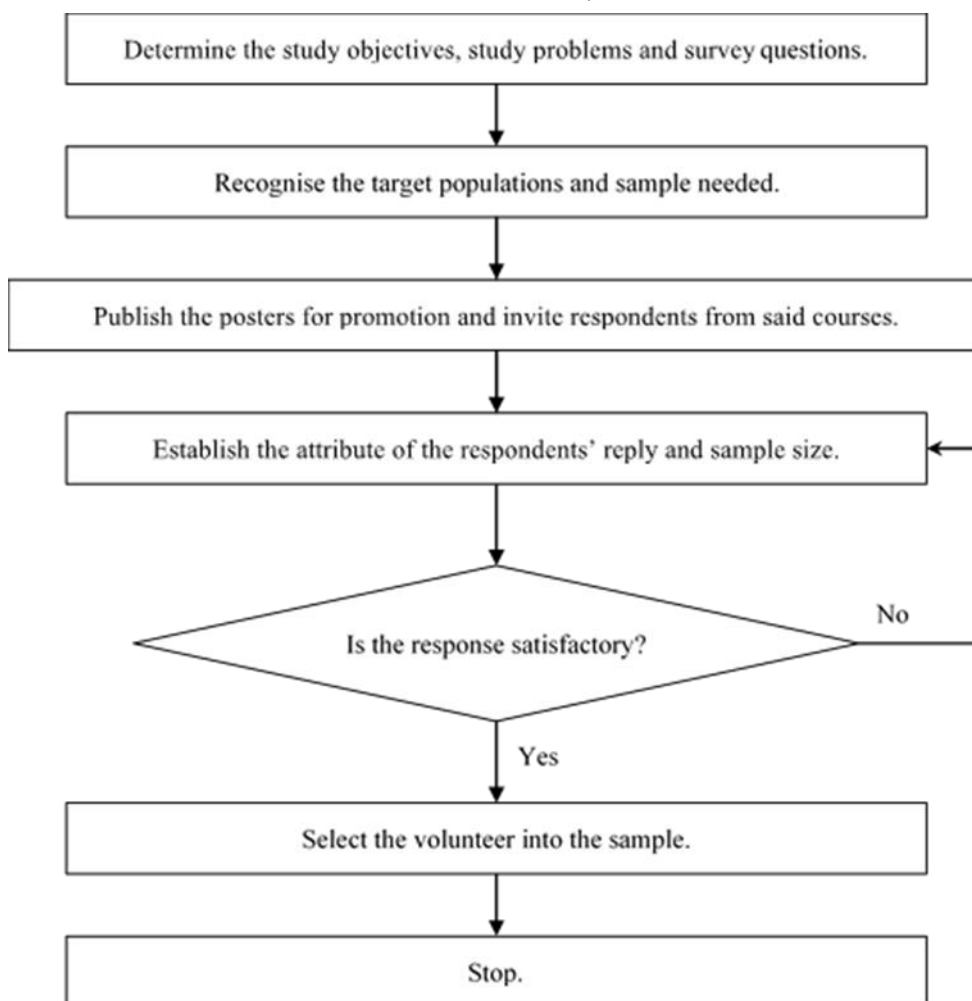 Determine the study objectives, study problems and survey questions.
Recognise the target populations and sample needed.
Publish the posters for promotion and invite respondents from said courses.
Establish the attribute of the respondents’ reply and sample size.
Is the response satisfactory?
No
Yes
Select the volunteer into the sample.
Stop.